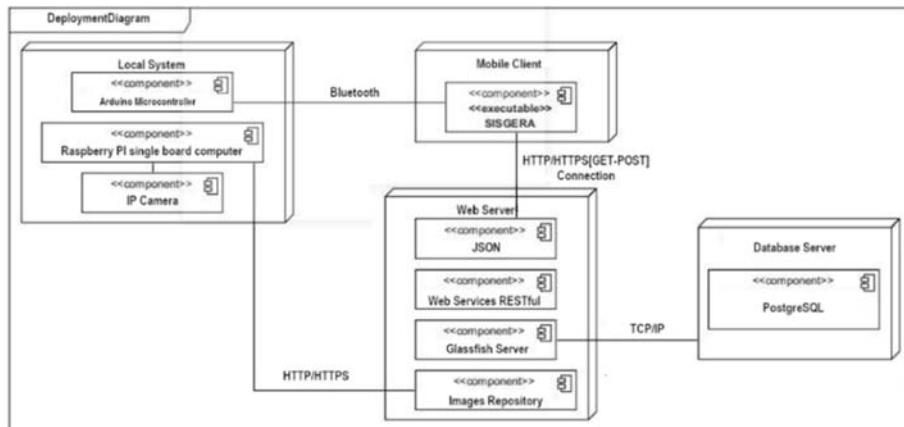 DeploymentDiagram
Local System
<<component>>
Arduino Microcontroller
<<component>>
Raspberry PI single board computer
<<component>>
IP Camera
Bluetooth
Mobile Client
<<component>>
<<executable>>
SISGERA
HTTP/HTTPS[GET-POST]
Connection
Web Server
<<component>>
JSON
<<component>>
Web Services RESTful
<<component>>
Glassfish Server
<<component>>
Images Repository
HTTP/HTTPS
TCP/IP
Database Server
<<component>>
PostgreSQL